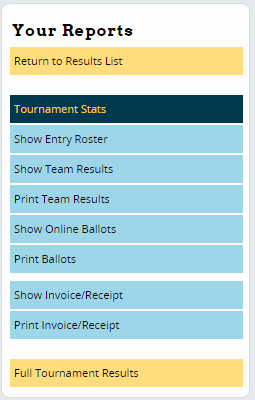 Your Reports
Return to Results List
Tournament Stats
Show Entry Roster
Show Team Results
Print Team Results
Show Online Ballots
Print Ballots
Show Invoice/Receipt
Print Invoice/Receipt
Full Tournament Results